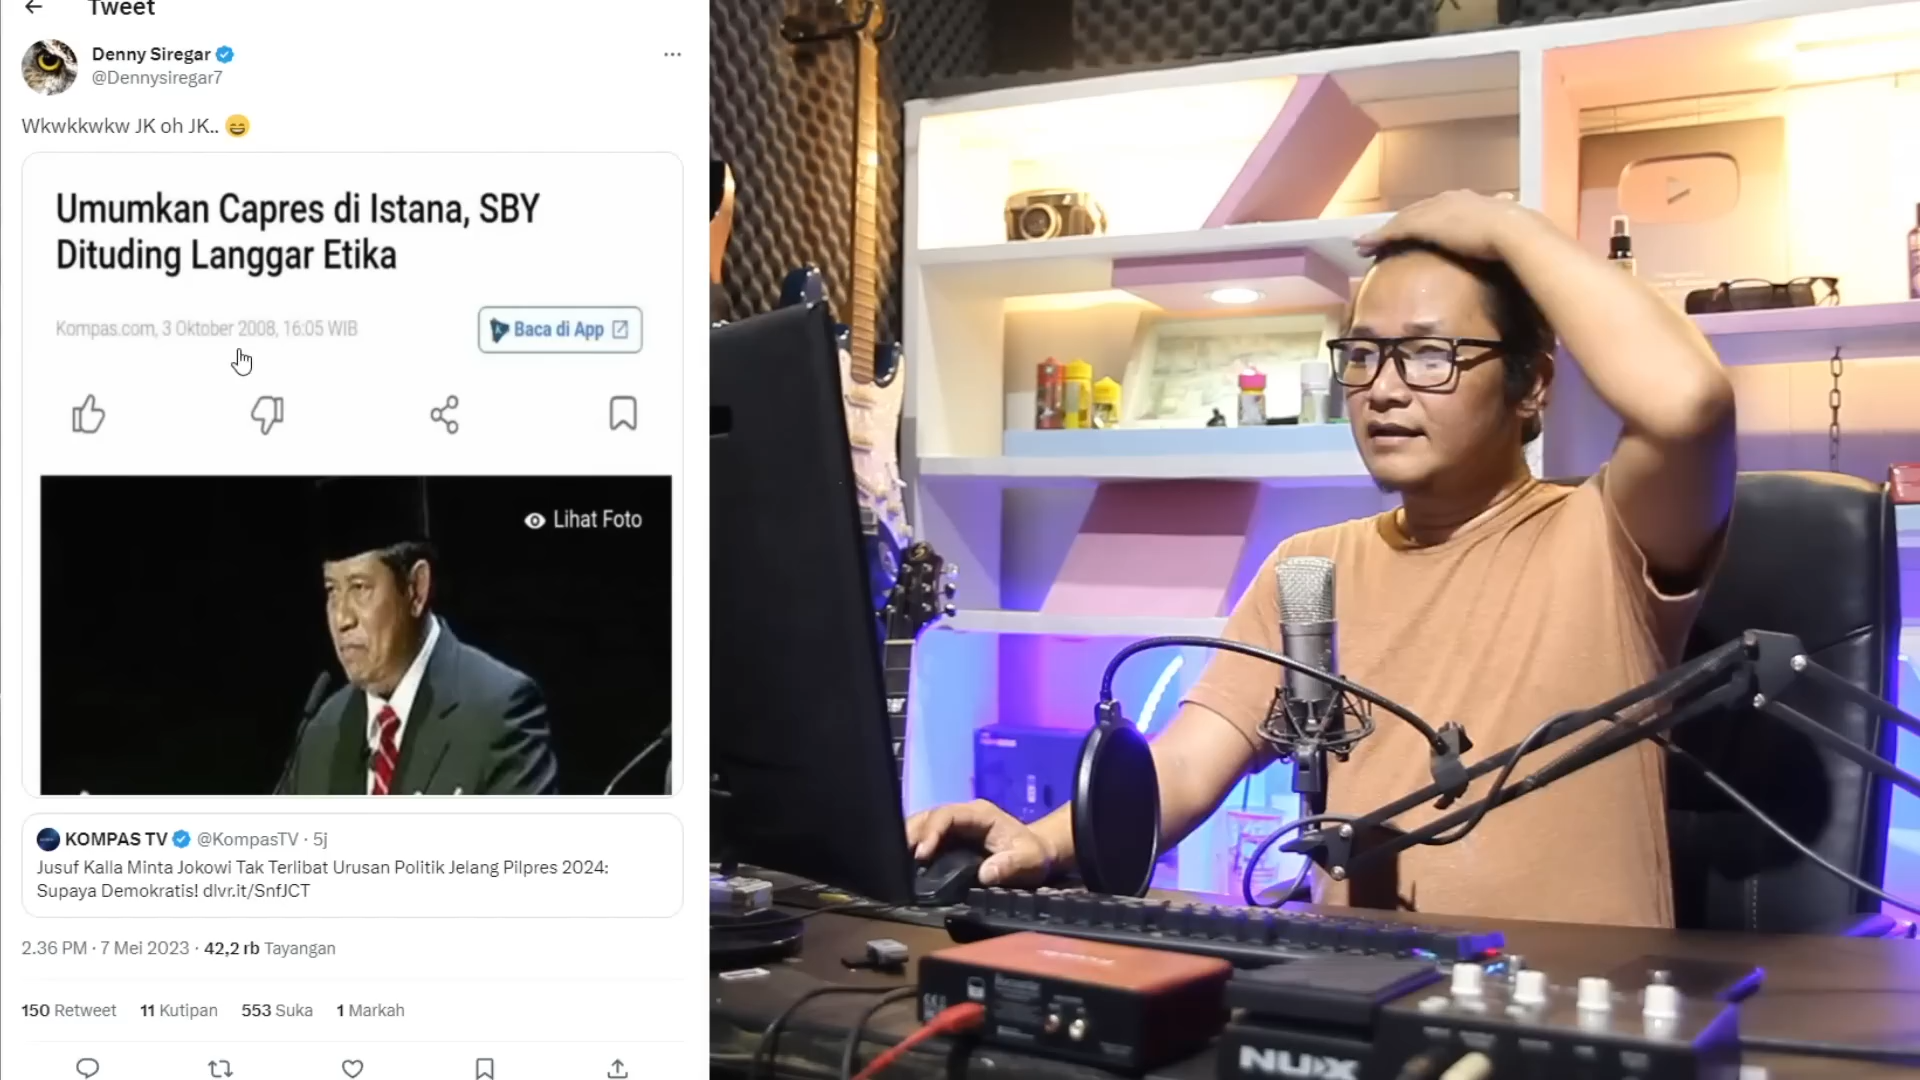 Tweet
Denny Siregar
@Dennysiregar7
Wkwkkwkw JK oh JK.. 😄
Umumkan Capres di Istana, SBY
Dituding Langgar Etika
Kompas.com, 3 Oktober 2008, 16:05 WIB
Baca di App
Lihat Foto
KOMPAS TV @KompasTV · 5j
Jusuf Kalla Minta Jokowi Tak Terlibat Urusan Politik Jelang Pilpres 2024:
Supaya Demokratis! dlvr.it/SnfJCT
2.36 PM · 7 Mei 2023 · 42,2 rb Tayangan
150 Retweet 11 Kutipan 553 Suka 1 Markah
NUX